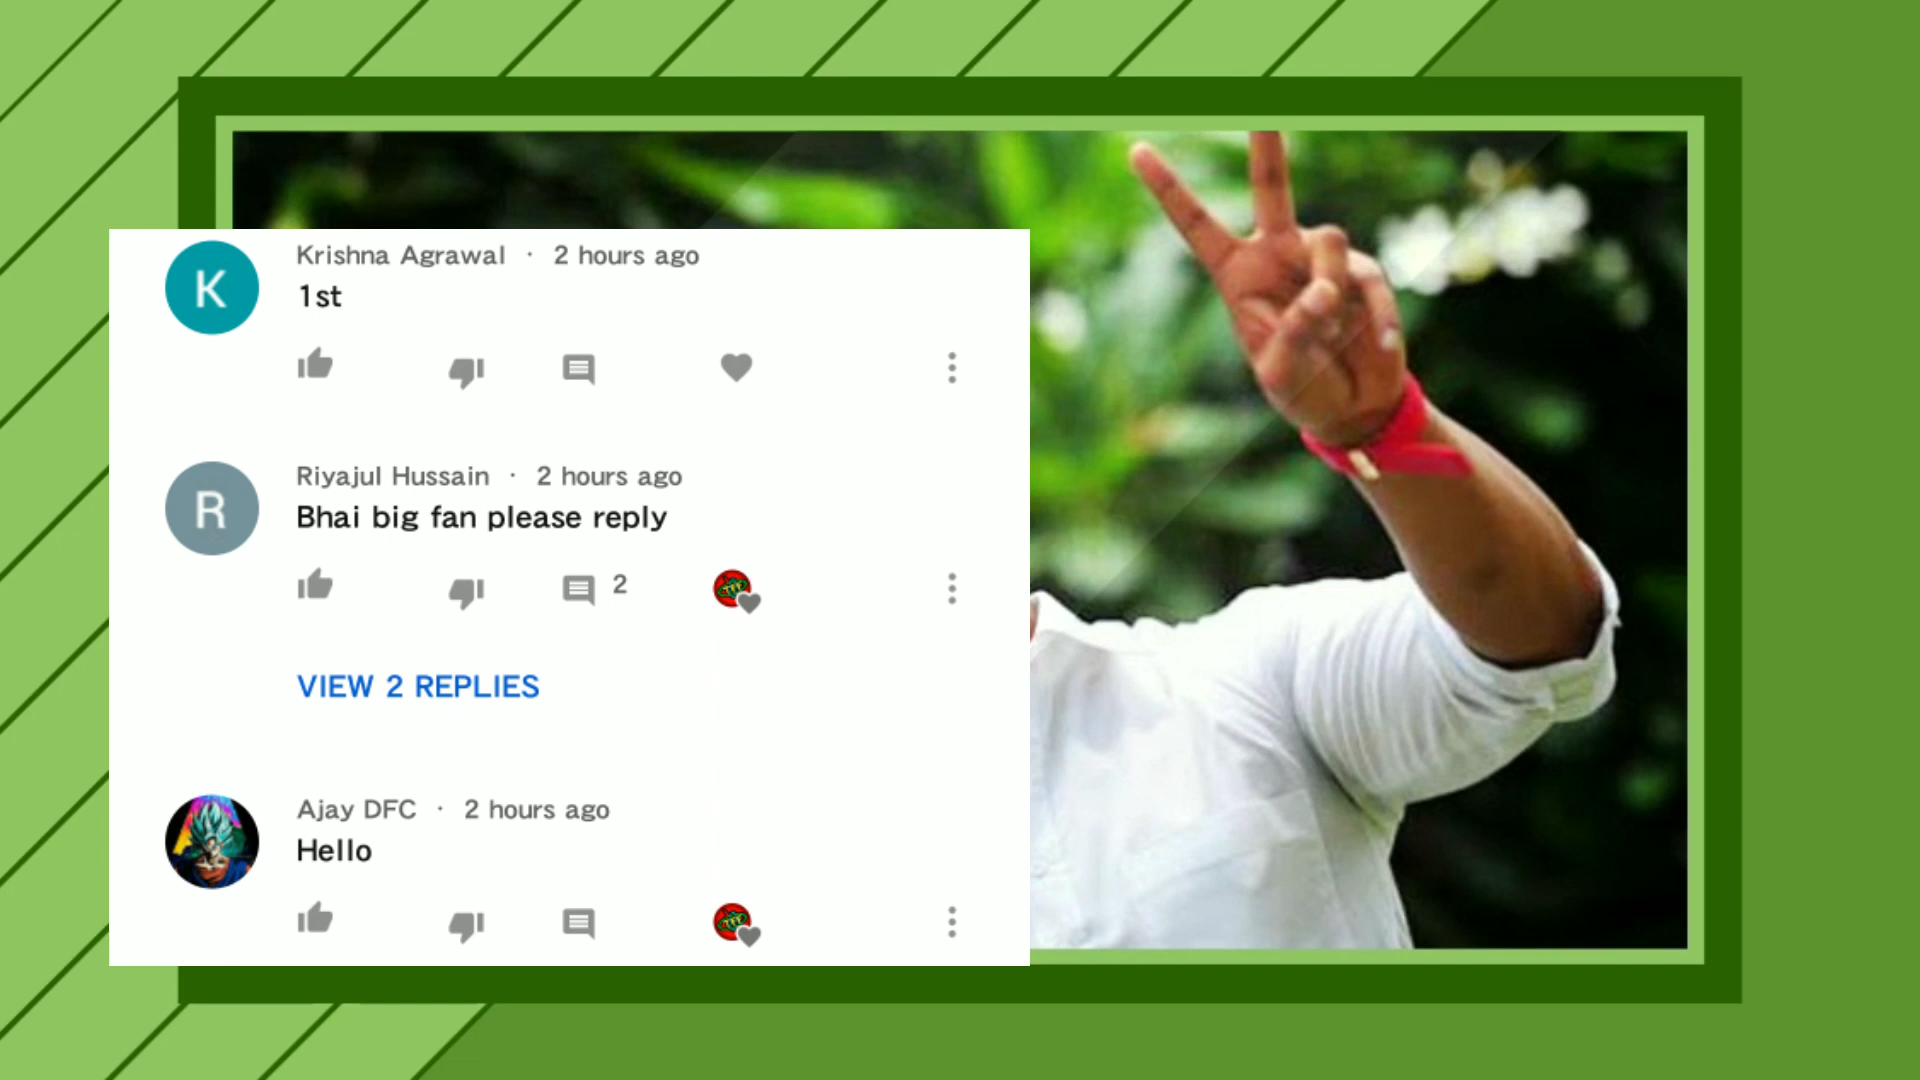 K
Krishna Agrawal · 2 hours ago
1st
R
Riyajul Hussain · 2 hours ago
Bhai big fan please reply
2
VIEW 2 REPLIES
Ajay DFC · 2 hours ago
Hello